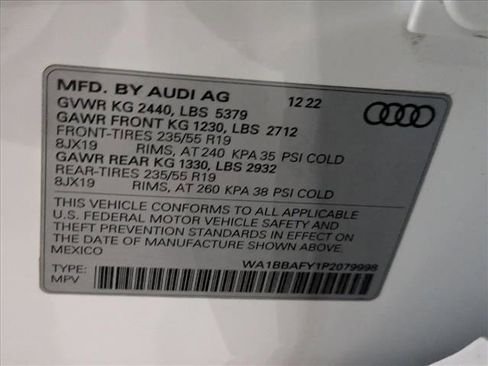 MFD. BY AUDI AG 12 22
GVWR KG 2440, LBS 5379
GAWR FRONT KG 1230, LBS 2712
FRONT-TIRES 235/55 R19
8JX19 RIMS, AT 240 KPA 35 PSI COLD
GAWR REAR KG 1330, LBS 2932
REAR-TIRES 235/55 R19
8JX19 RIMS, AT 260 KPA 38 PSI COLD
THIS VEHICLE CONFORMS TO ALL APPLICABLE
U.S. FEDERAL MOTOR VEHICLE SAFETY AND
THEFT PREVENTION STANDARDS IN EFFECT ON
THE DATE OF MANUFACTURE SHOWN ABOVE.
MEXICO
WA1BBAFY1P2079998
TYPE:
MPV